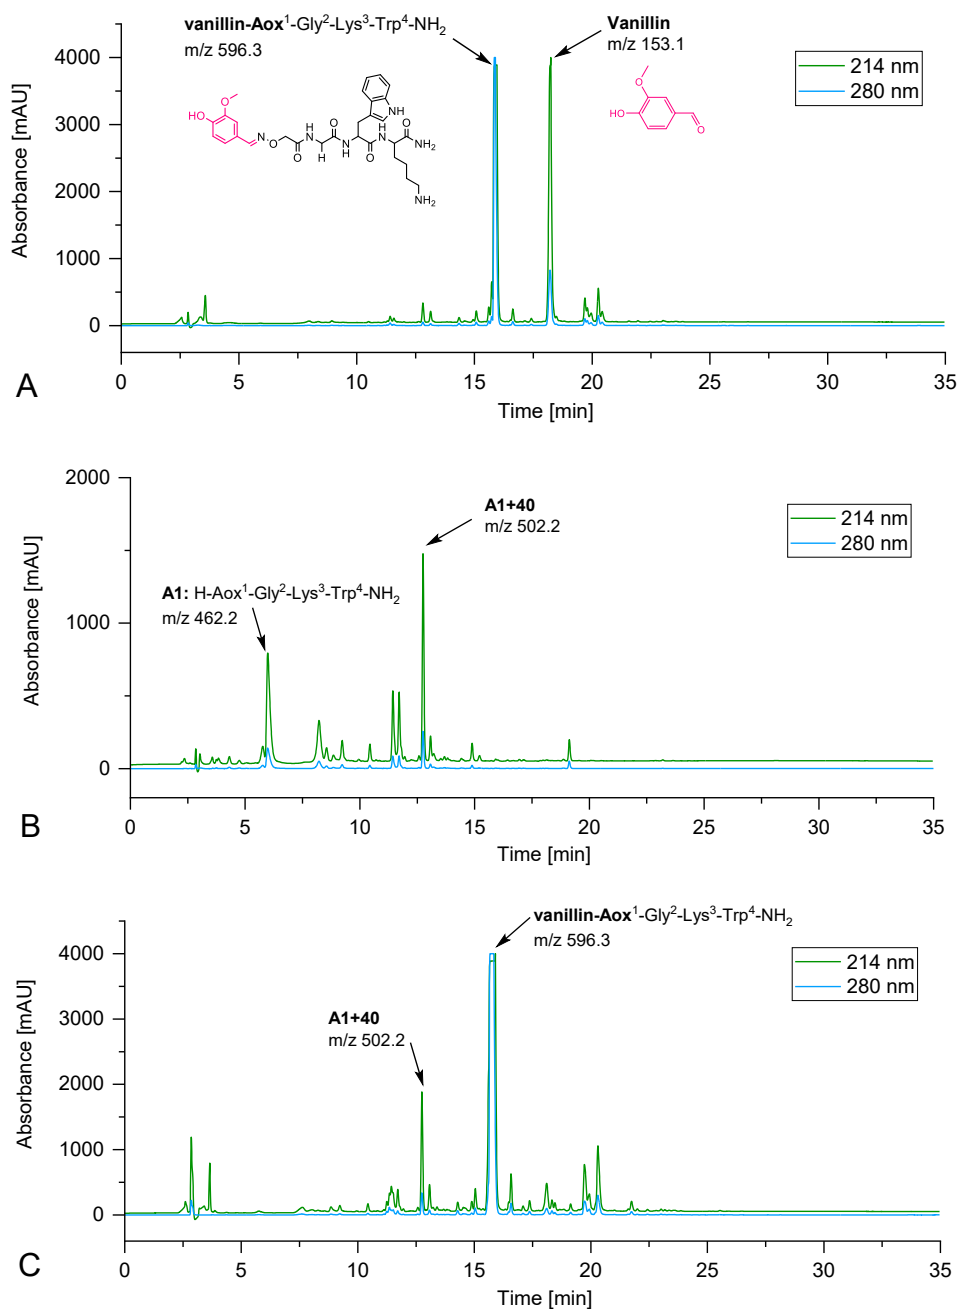 vanillin-Aox¹-Gly²-Lys³-Trp⁴-NH₂
m/z 596.3
Vanillin
m/z 153.1
214 nm
280 nm
HO
O
N
O
O
H
N
H
O
N
H
NH
O
H
N
O
NH₂
NH₂
O
HO
O
Absorbance [mAU]
4000
3000
2000
1000
0
0 5 10 15 20 25 30 35
Time [min]
A
A1+40
m/z 502.2
A1: H-Aox¹-Gly²-Lys³-Trp⁴-NH₂
m/z 462.2
214 nm
280 nm
Absorbance [mAU]
2000
1000
0
0 5 10 15 20 25 30 35
Time [min]
B
vanillin-Aox¹-Gly²-Lys³-Trp⁴-NH₂
m/z 596.3
A1+40
m/z 502.2
214 nm
280 nm
Absorbance [mAU]
4000
3000
2000
1000
0
0 5 10 15 20 25 30 35
Time [min]
C